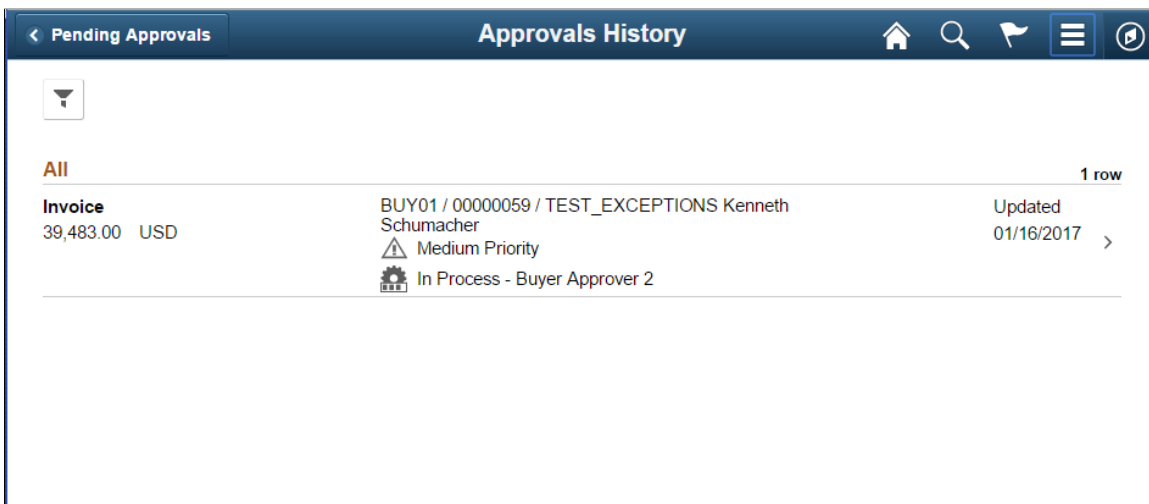 Pending Approvals
Approvals History
All
1 row
Invoice
39,483.00 USD
BUY01 / 00000059 / TEST_EXCEPTIONS Kenneth
Schumacher
Medium Priority
In Process - Buyer Approver 2
Updated
01/16/2017